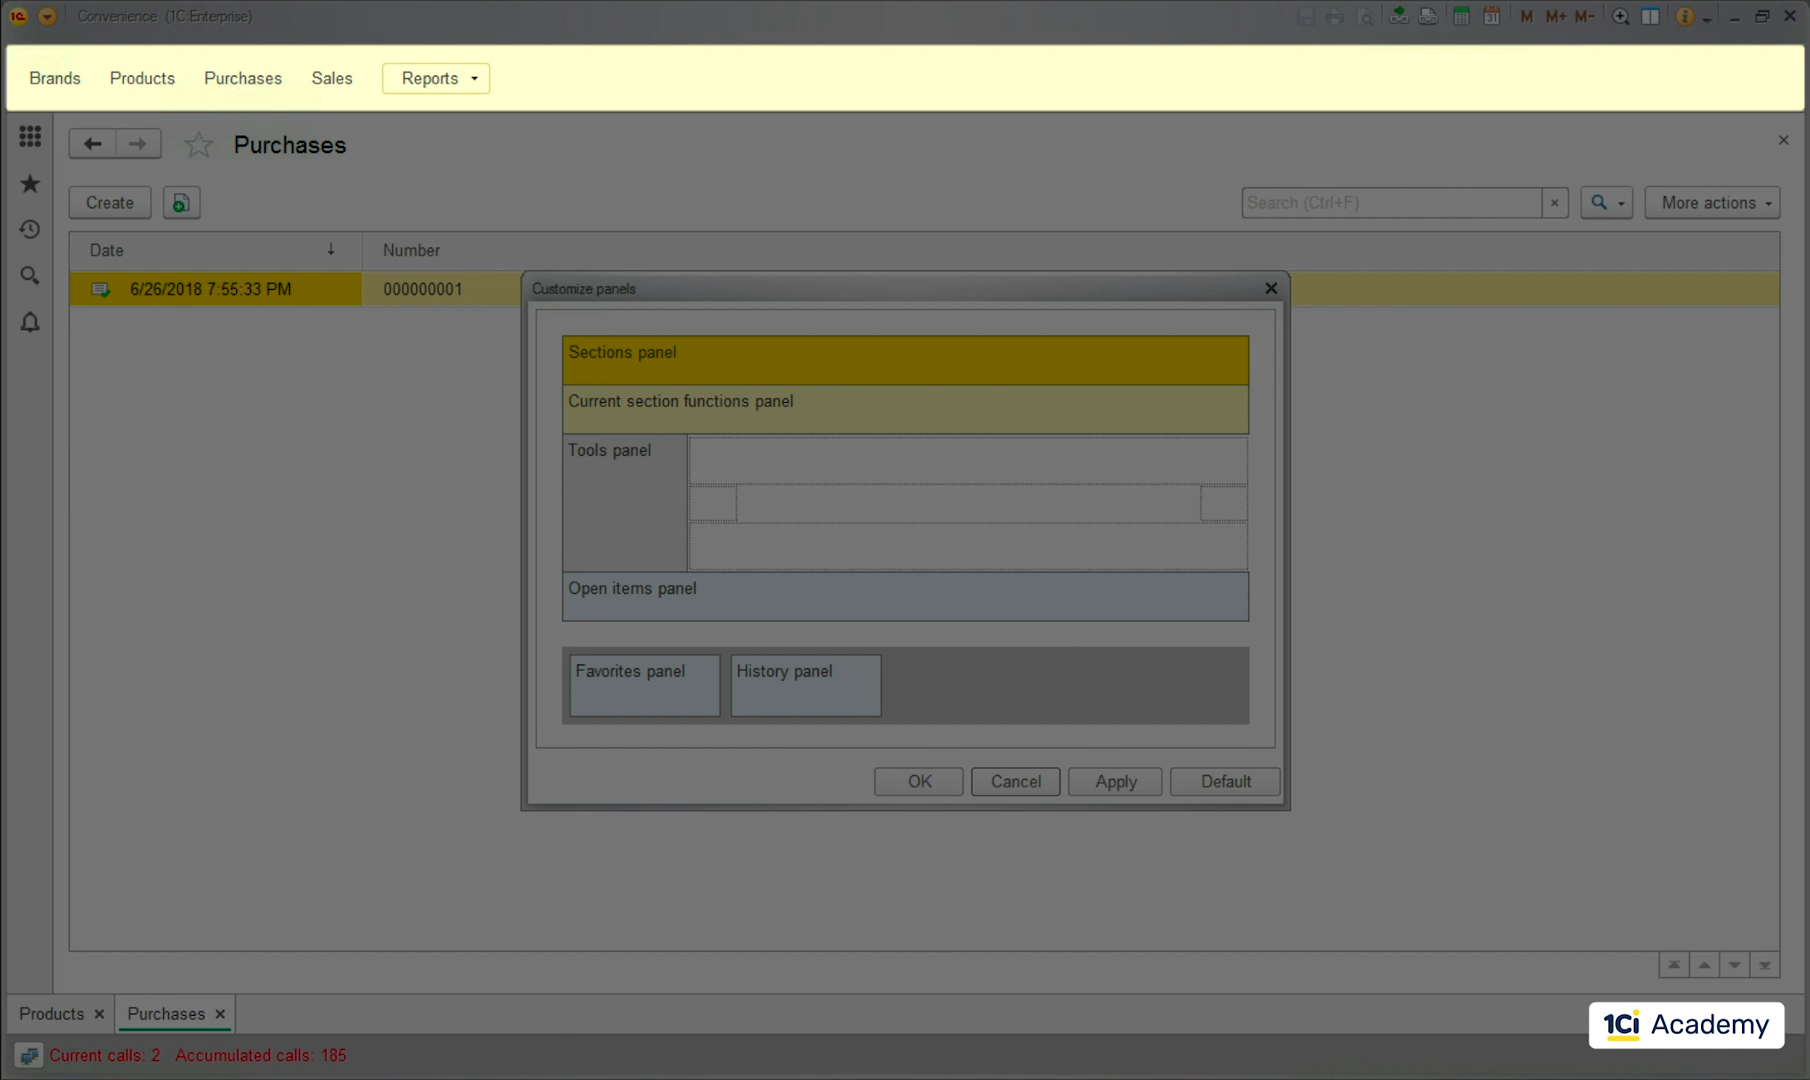 Convenience (1C:Enterprise)
31 M M+ M-
Brands Products Purchases Sales Reports
Purchases
Create Search (Ctrl+F) More actions
Date Number
6/26/2018 7:55:33 PM 000000001
Customize panels
Sections panel
Current section functions panel
Tools panel
Open items panel
Favorites panel History panel
OK Cancel Apply Default
Products Purchases
1Ci Academy
Current calls: 2 Accumulated calls: 185